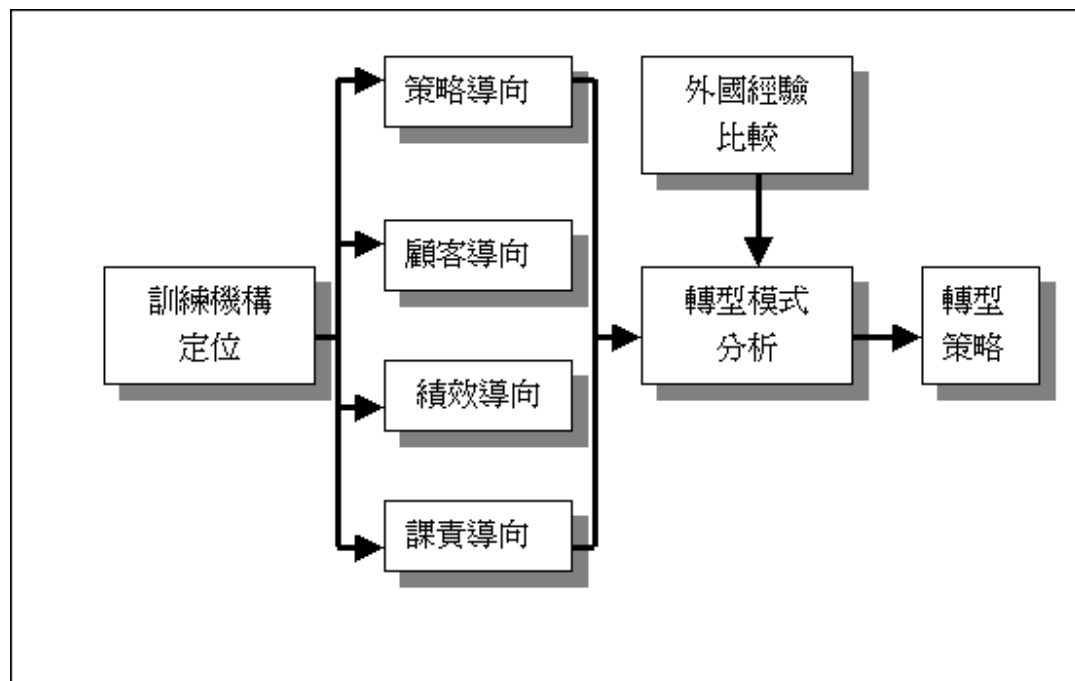 策略導向
外國經驗
比較
顧客導向
訓練機構
定位
轉型模式
分析
轉型
策略
績效導向
課責導向